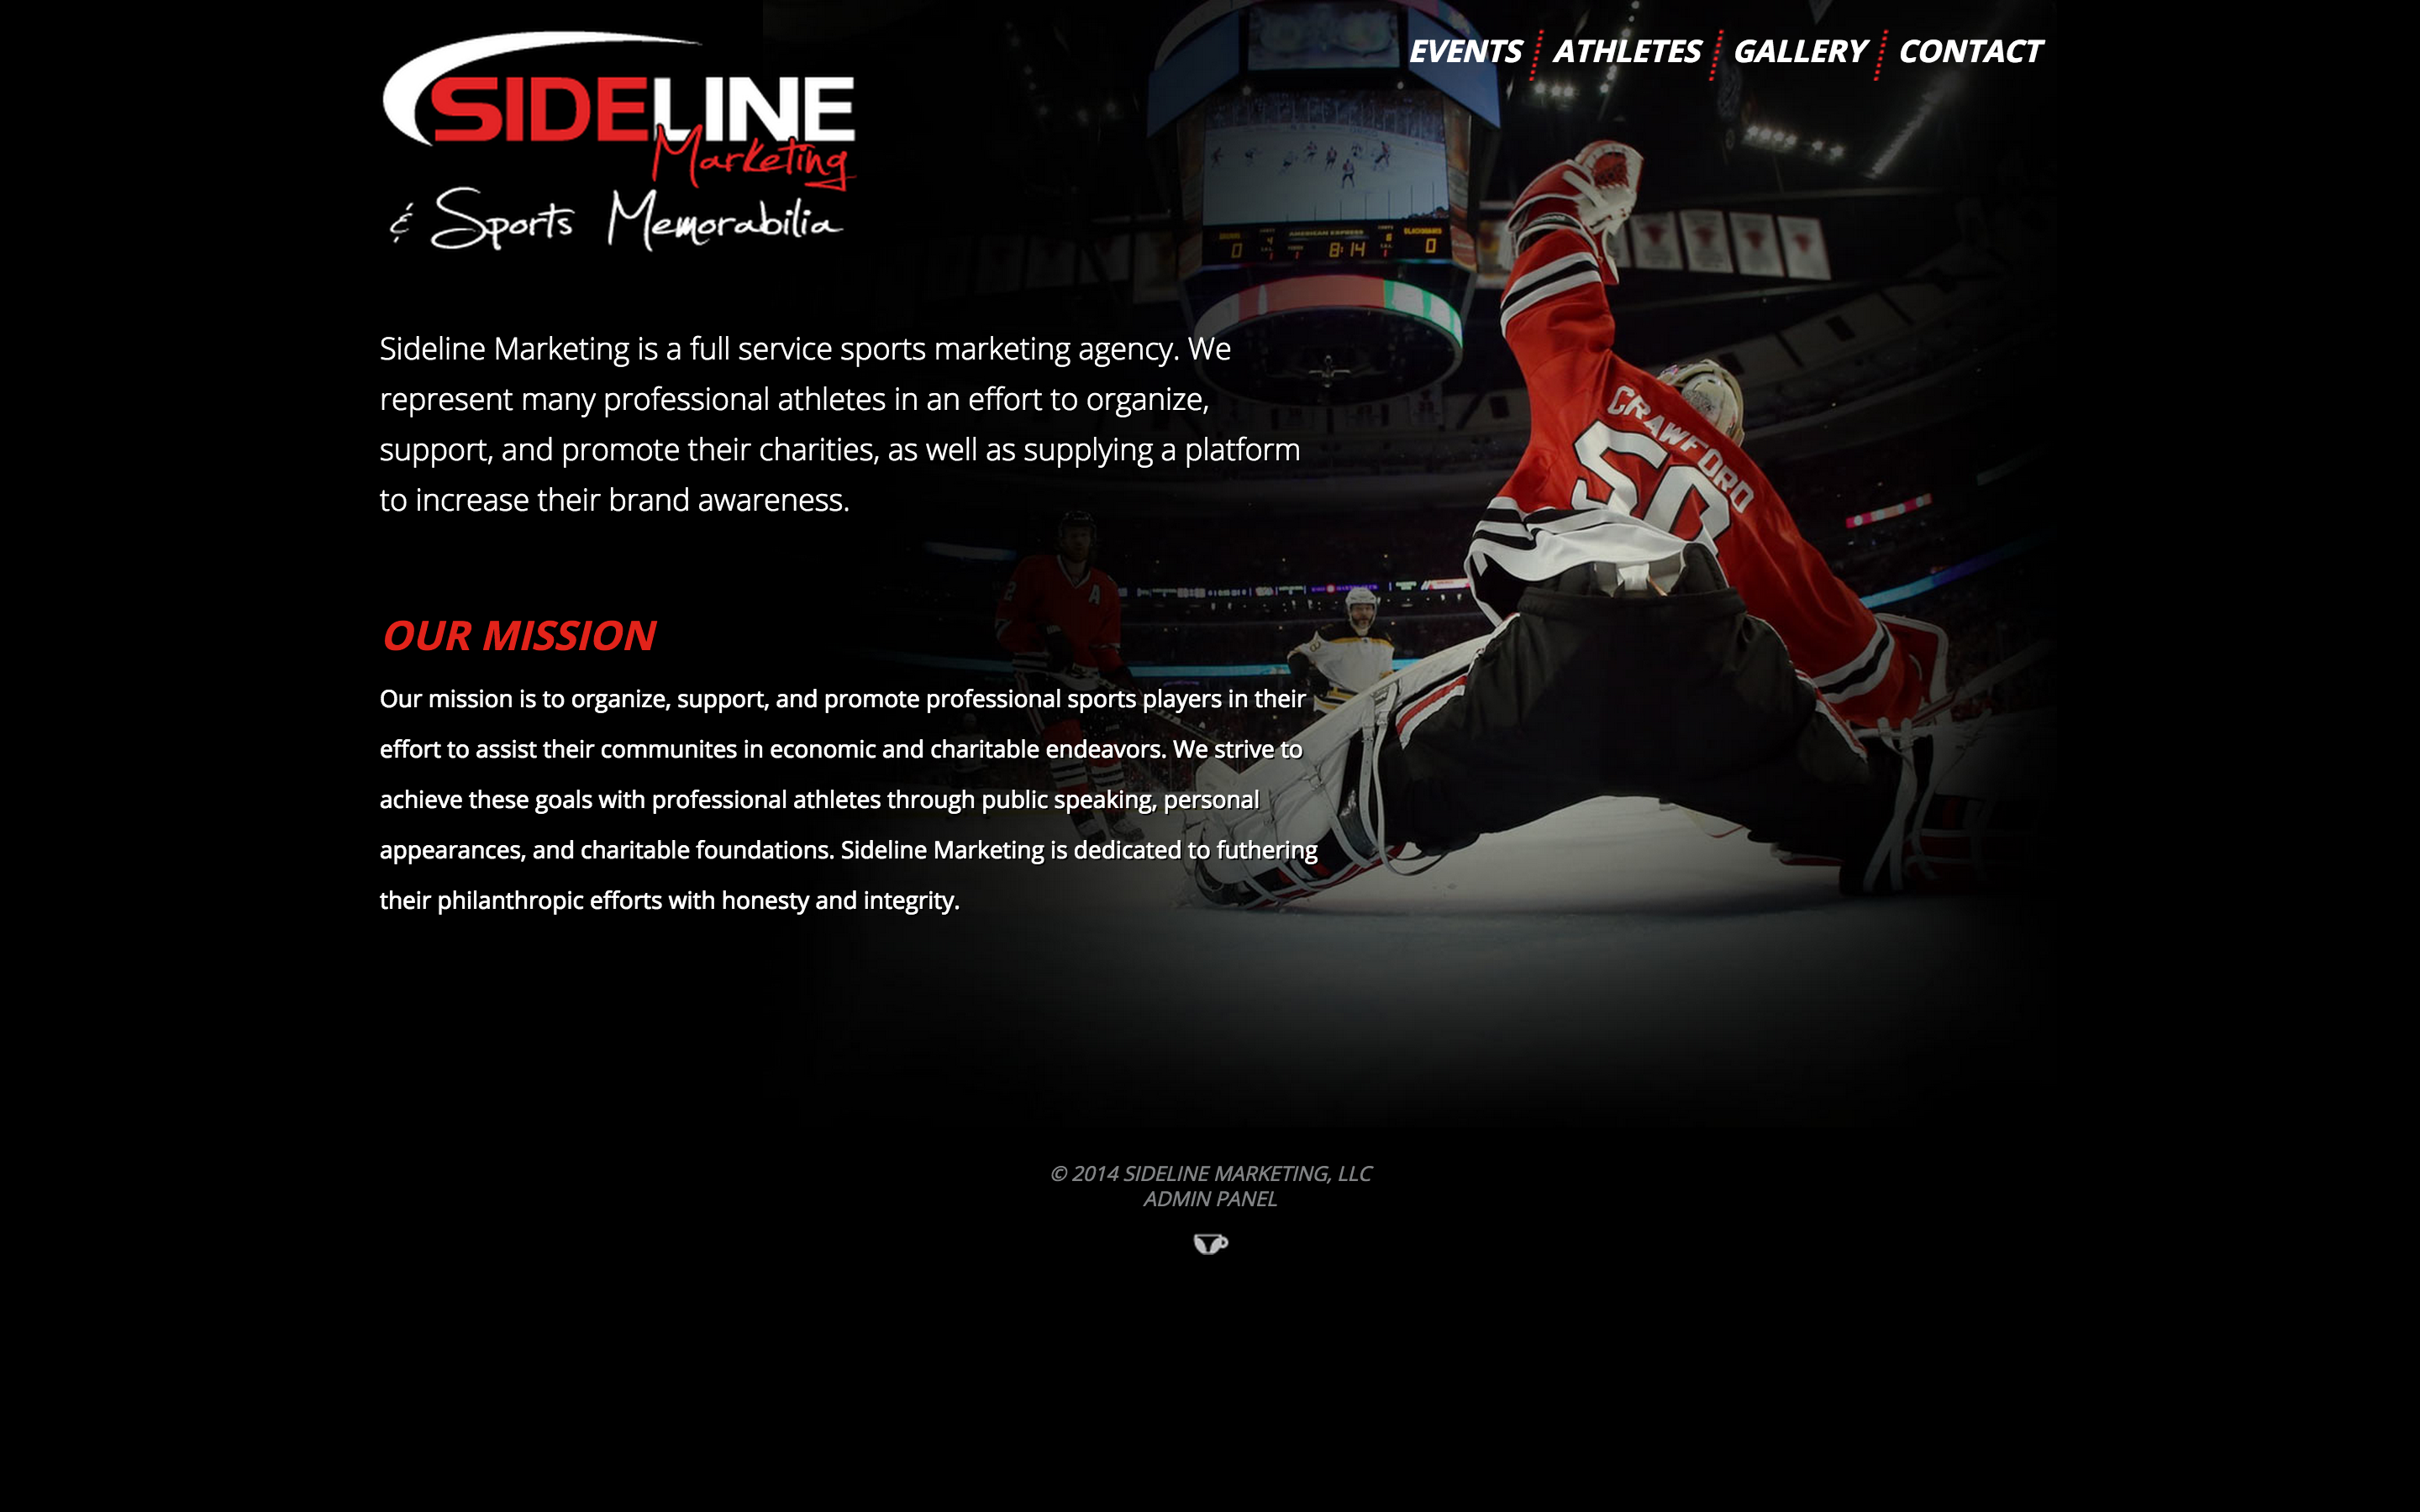 SIDELINE
Marketing
& Sports Memorabilia
EVENTS ATHLETES GALLERY CONTACT
AMERICAN EXPRESS
0 8:14 0
CRAWFORD
50
A
Sideline Marketing is a full service sports marketing agency. We
represent many professional athletes in an effort to organize,
support, and promote their charities, as well as supplying a platform
to increase their brand awareness.
OUR MISSION
Our mission is to organize, support, and promote professional sports players in their
effort to assist their communites in economic and charitable endeavors. We strive to
achieve these goals with professional athletes through public speaking, personal
appearances, and charitable foundations. Sideline Marketing is dedicated to futhering
their philanthropic efforts with honesty and integrity.
© 2014 SIDELINE MARKETING, LLC
ADMIN PANEL